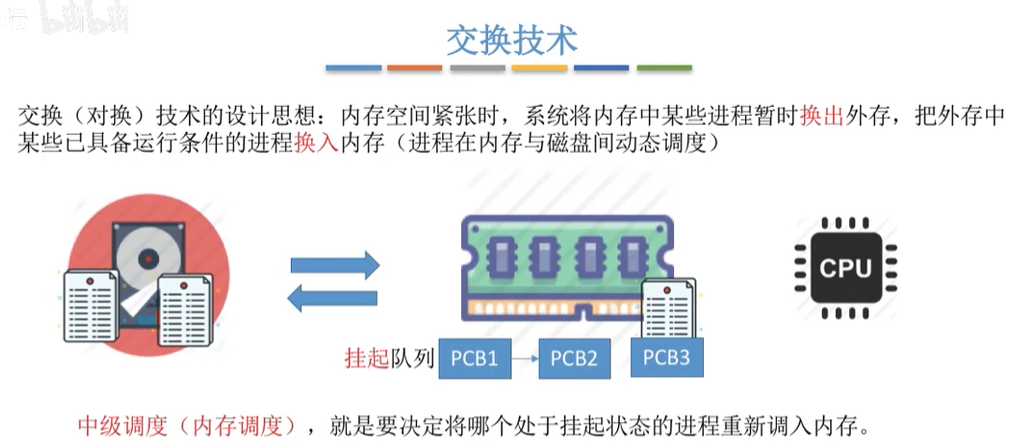 bilibili
交换技术
交换（对换）技术的设计思想：内存空间紧张时，系统将内存中某些进程暂时换出外存，把外存中
某些已具备运行条件的进程换入内存（进程在内存与磁盘间动态调度）
CPU
挂起队列 PCB1 PCB2 PCB3
中级调度（内存调度），就是要决定将哪个处于挂起状态的进程重新调入内存。